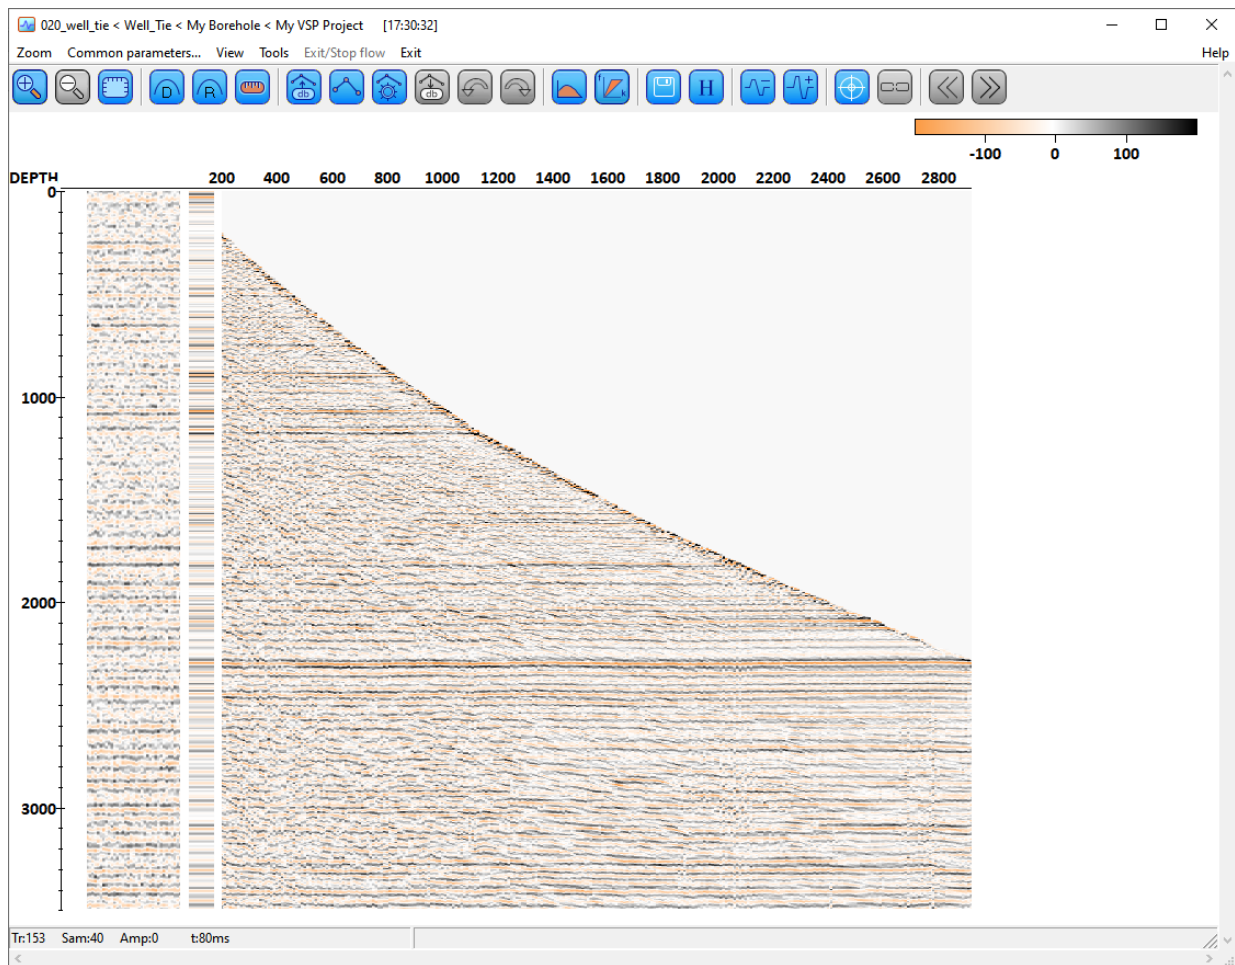 020_well_tie < Well_Tie < My Borehole < My VSP Project [17:30:32]
Zoom Common parameters... View Tools Exit/Stop flow Exit Help
D R db db f k H
-100 0 100
DEPTH 200 400 600 800 1000 1200 1400 1600 1800 2000 2200 2400 2600 2800
0
1000
2000
3000
Tr:153 Sam:40 Amp:0 t:80ms